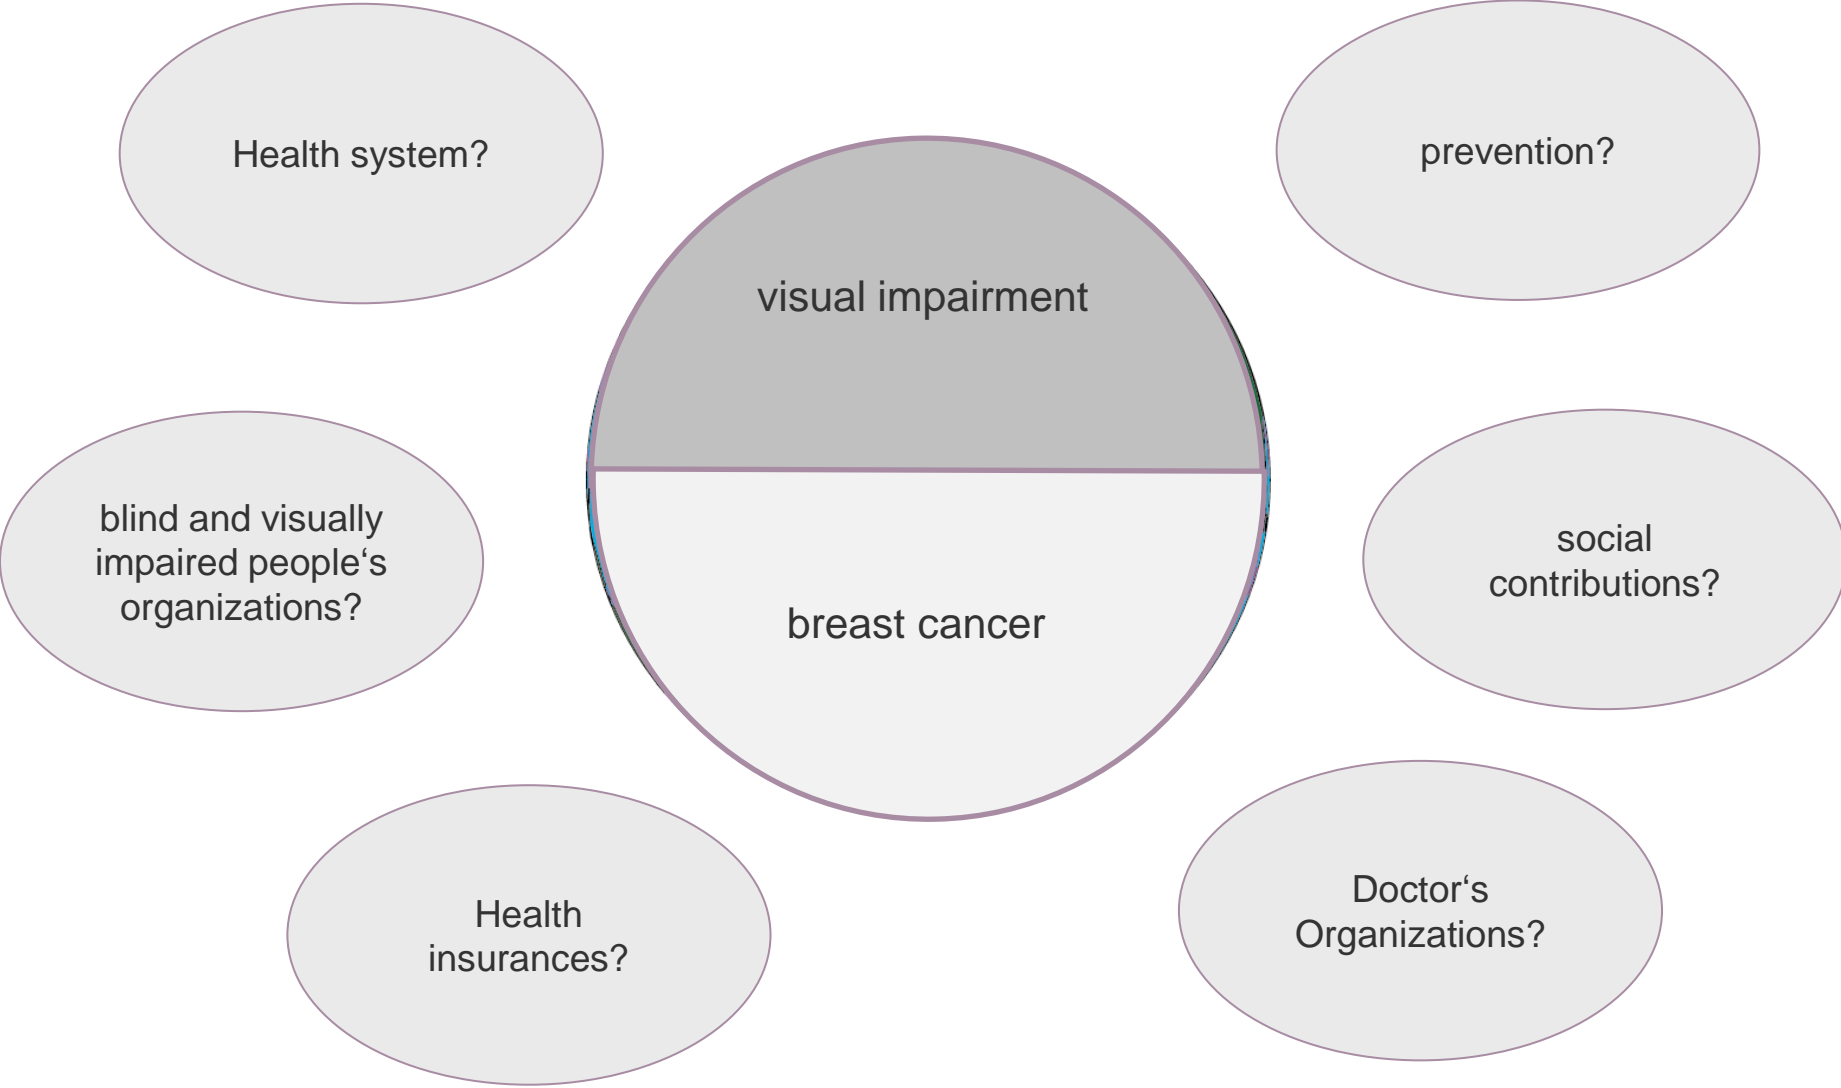 Health system?
prevention?
visual impairment
blind and visually
impaired people‘s
organizations?
social
contributions?
breast cancer
Health
insurances?
Doctor‘s
Organizations?